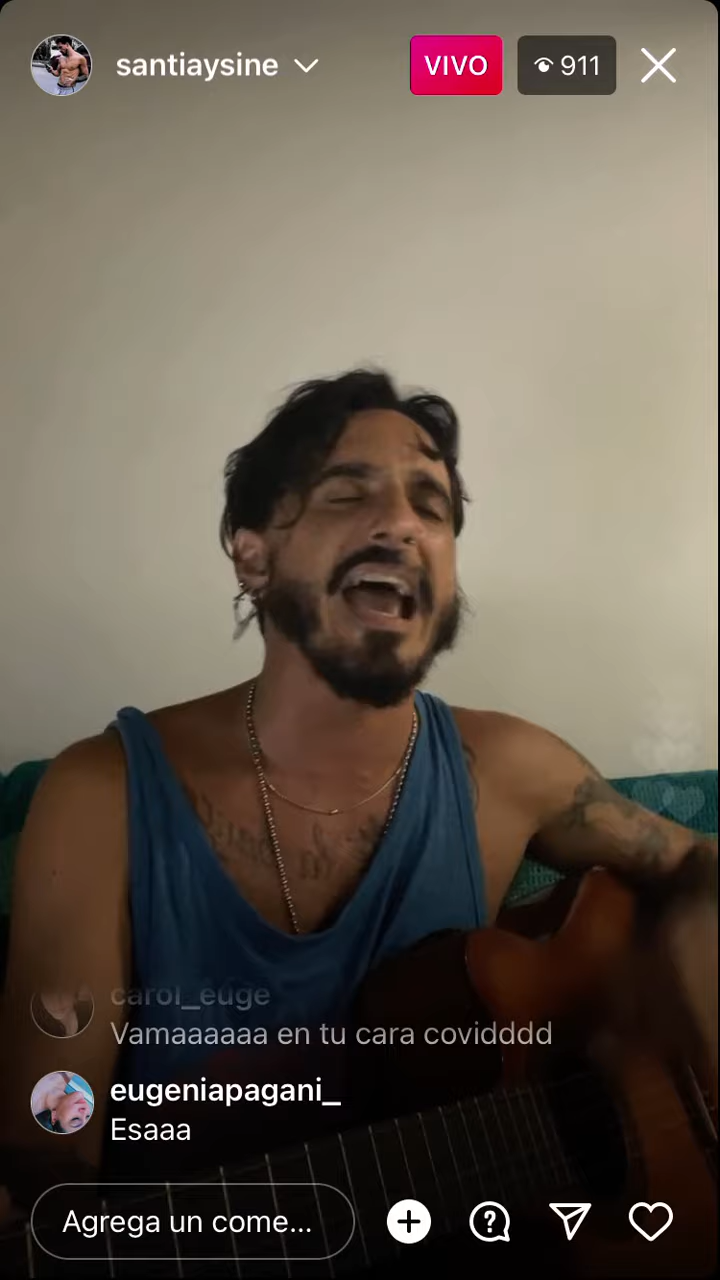 santiaysine
VIVO
911
carol_euge
Vamaaaaaa en tu cara covidddd
eugeniapagani_
Esaaa
Agrega un come...